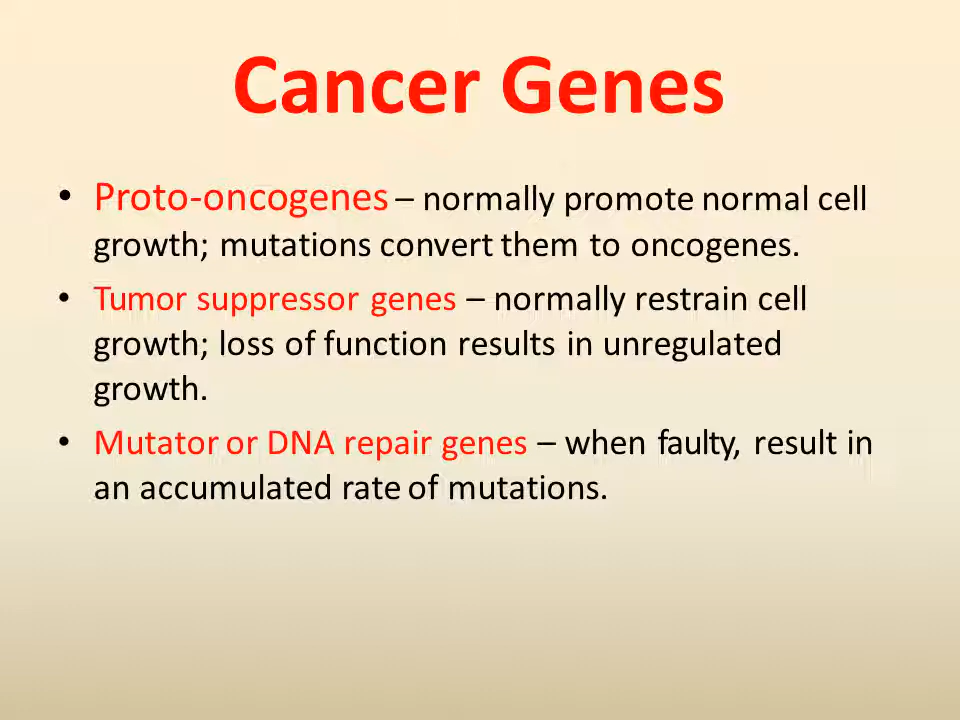 Cancer Genes
• Proto-oncogenes – normally promote normal cell
growth; mutations convert them to oncogenes.
• Tumor suppressor genes – normally restrain cell
growth; loss of function results in unregulated
growth.
• Mutator or DNA repair genes – when faulty, result in
an accumulated rate of mutations.